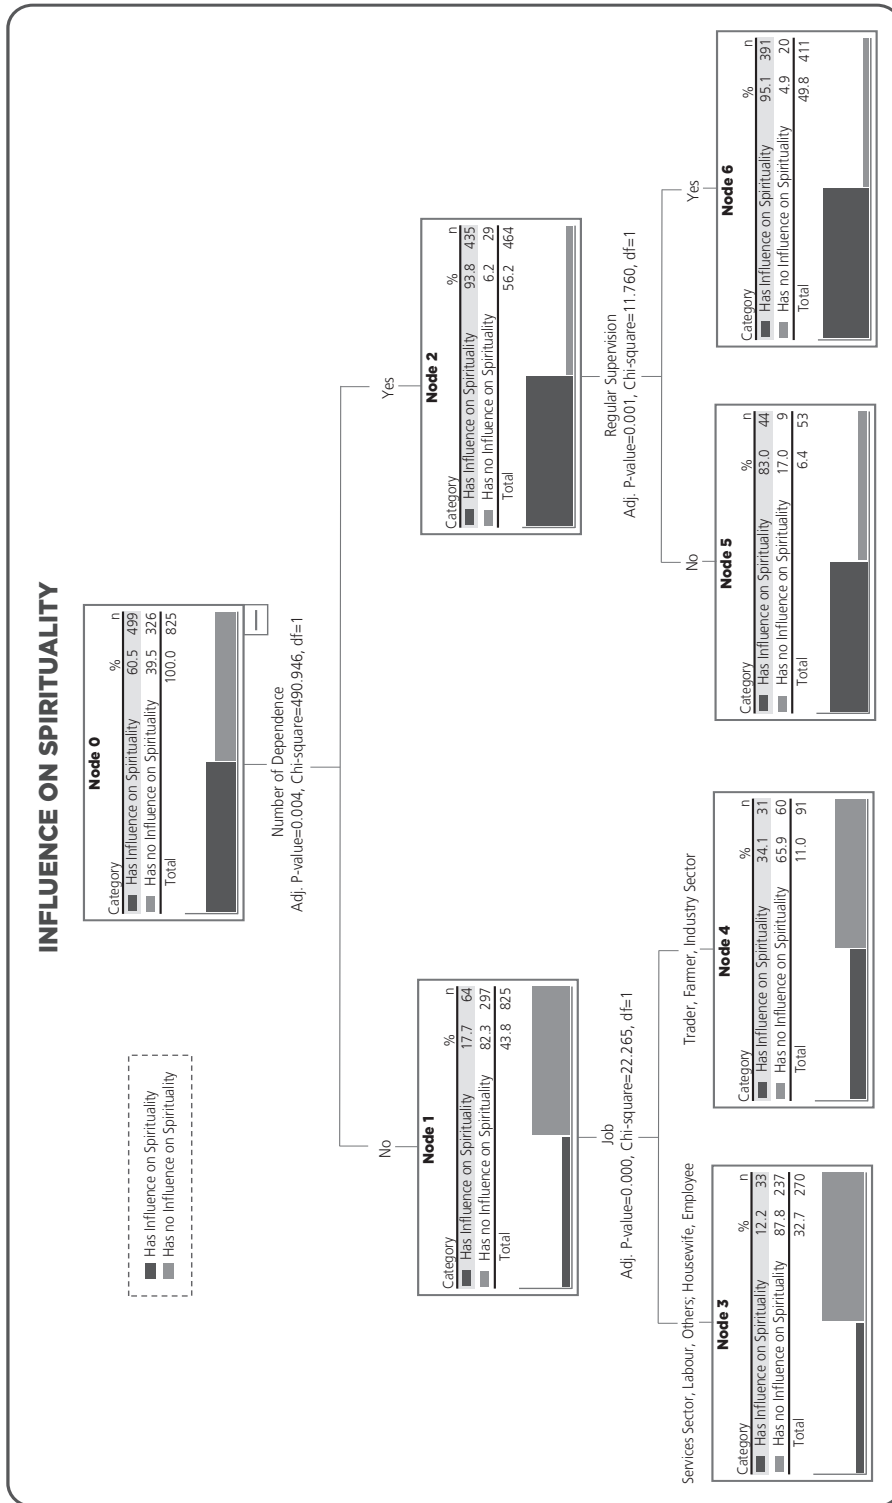 INFLUENCE ON SPIRITUALITY
Has Influence on Spirituality
Has no Influence on Spirituality
Node 0
Category % n
Has Influence on Spirituality 60.5 499
Has no Influence on Spirituality 39.5 326
Total 100.0 825
Number of Dependence
Adj. P-value=0.004, Chi-square=490.946, df=1
No
Yes
Node 1
Category % n
Has Influence on Spirituality 17.7 64
Has no Influence on Spirituality 82.3 297
Total 43.8 825
Node 2
Category % n
Has Influence on Spirituality 93.8 435
Has no Influence on Spirituality 6.2 29
Total 56.2 464
Job
Adj. P-value=0.000, Chi-square=22.265, df=1
Regular Supervision
Adj. P-value=0.001, Chi-square=11.760, df=1
Services Sector, Labour, Others; Housewife, Employee
Trader, Farmer, Industry Sector
No
Yes
Node 3
Category % n
Has Influence on Spirituality 12.2 33
Has no Influence on Spirituality 87.8 237
Total 32.7 270
Node 4
Category % n
Has Influence on Spirituality 34.1 31
Has no Influence on Spirituality 65.9 60
Total 11.0 91
Node 5
Category % n
Has Influence on Spirituality 83.0 44
Has no Influence on Spirituality 17.0 9
Total 6.4 53
Node 6
Category % n
Has Influence on Spirituality 95.1 391
Has no Influence on Spirituality 4.9 20
Total 49.8 411